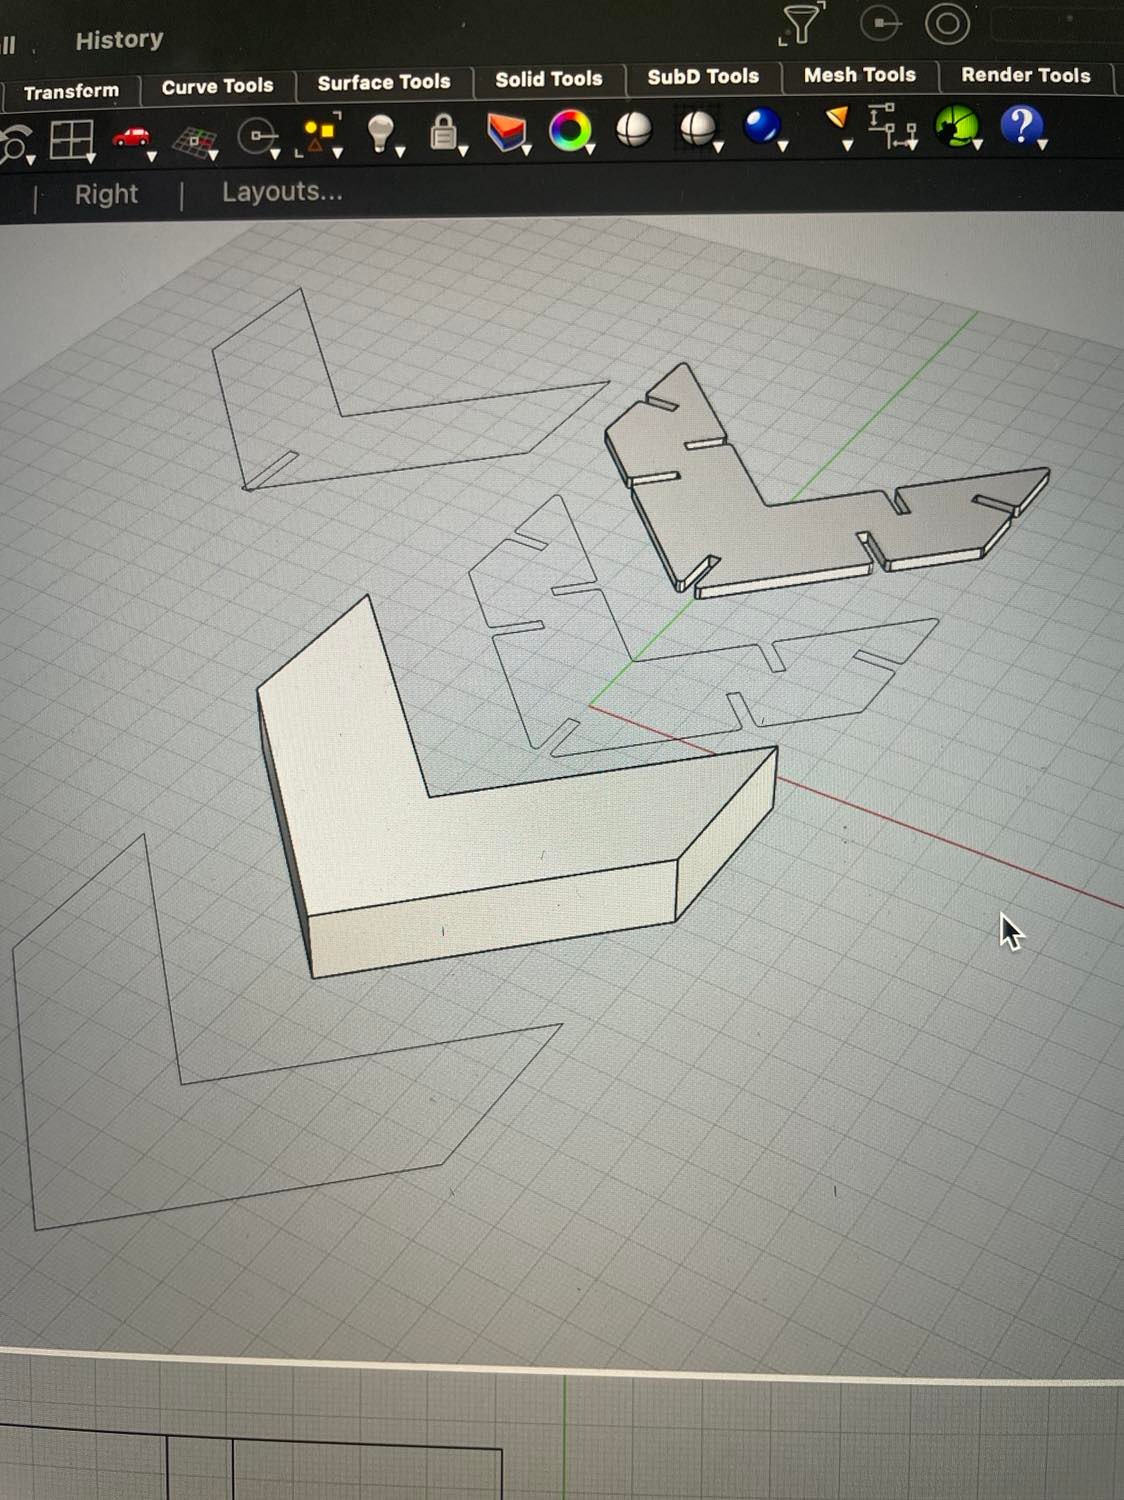 ll
History
Transform
Curve Tools
Surface Tools
Solid Tools
SubD Tools
Mesh Tools
Render Tools
?
| Right | Layouts...